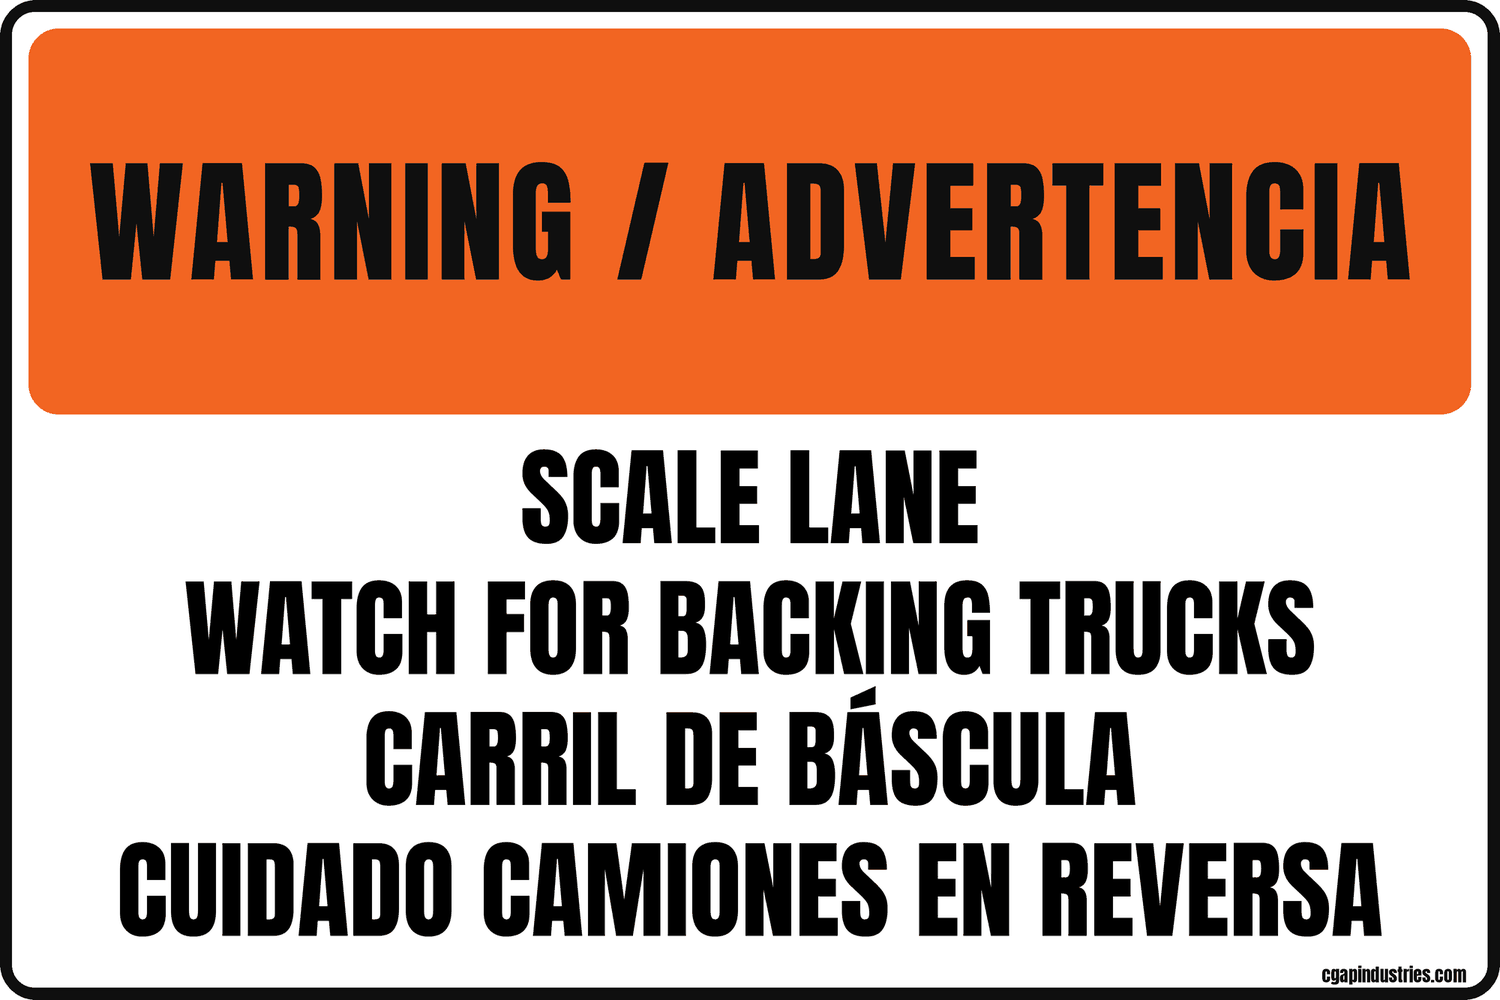 WARNING / ADVERTENCIA
SCALE LANE
WATCH FOR BACKING TRUCKS
CARRIL DE BÁSCULA
CUIDADO CAMIONES EN REVERSA
cgapindustries.com